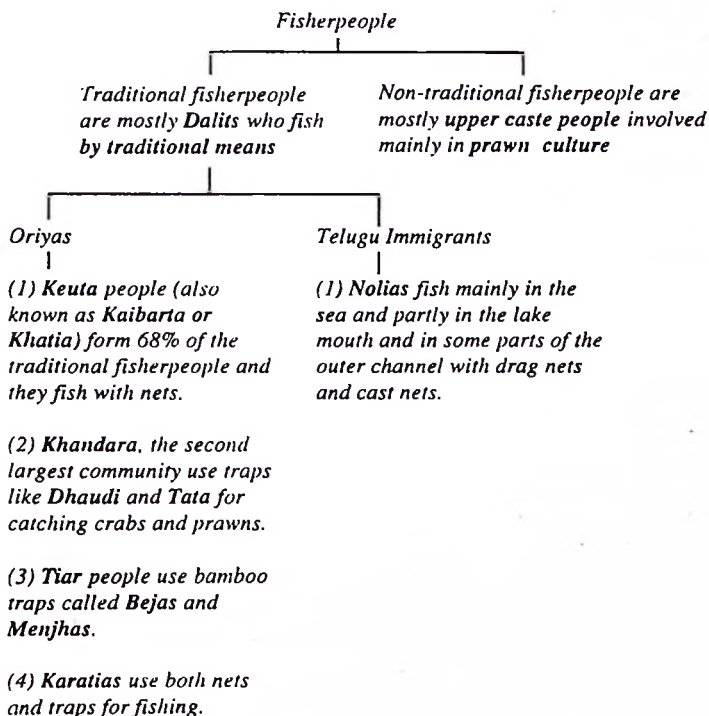 Fisherpeople
Traditional fisherpeople
are mostly Dalits who fish
by traditional means
Non-traditional fisherpeople are
mostly upper caste people involved
mainly in prawn culture
Oriyas
(1) Keuta people (also
known as Kaibarta or
Khatia) form 68% of the
traditional fisherpeople and
they fish with nets.
(2) Khandara, the second
largest community use traps
like Dhaudi and Tata for
catching crabs and prawns.
(3) Tiar people use bamboo
traps called Bejas and
Menjhas.
(4) Karatias use both nets
and traps for fishing.
Telugu Immigrants
(1) Nolias fish mainly in the
sea and partly in the lake
mouth and in some parts of the
outer channel with drag nets
and cast nets.